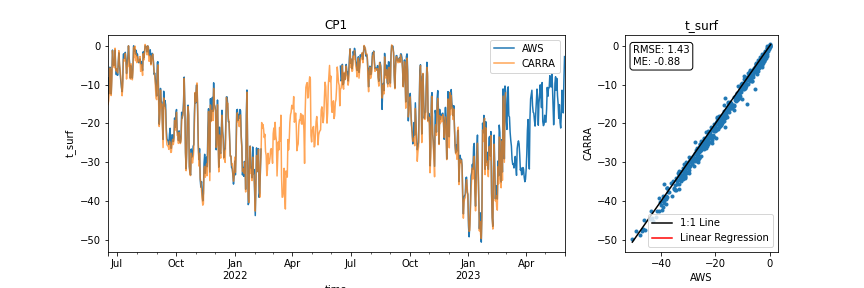 CP1
t_surf
0
−10
−20
−30
−40
−50
t_surf
AWS
CARRA
Jul
Oct
Jan
2022
Apr
Jul
Oct
Jan
2023
Apr
time
0
−10
−20
−30
−40
−50
CARRA
RMSE: 1.43
ME: -0.88
1:1 Line
Linear Regression
−40
−20
0
AWS